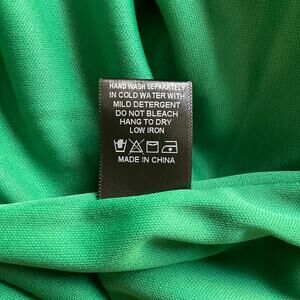 HAND WASH SEPARATELY
IN COLD WATER WITH
MILD DETERGENT
DO NOT BLEACH
HANG TO DRY
LOW IRON
MADE IN CHINA